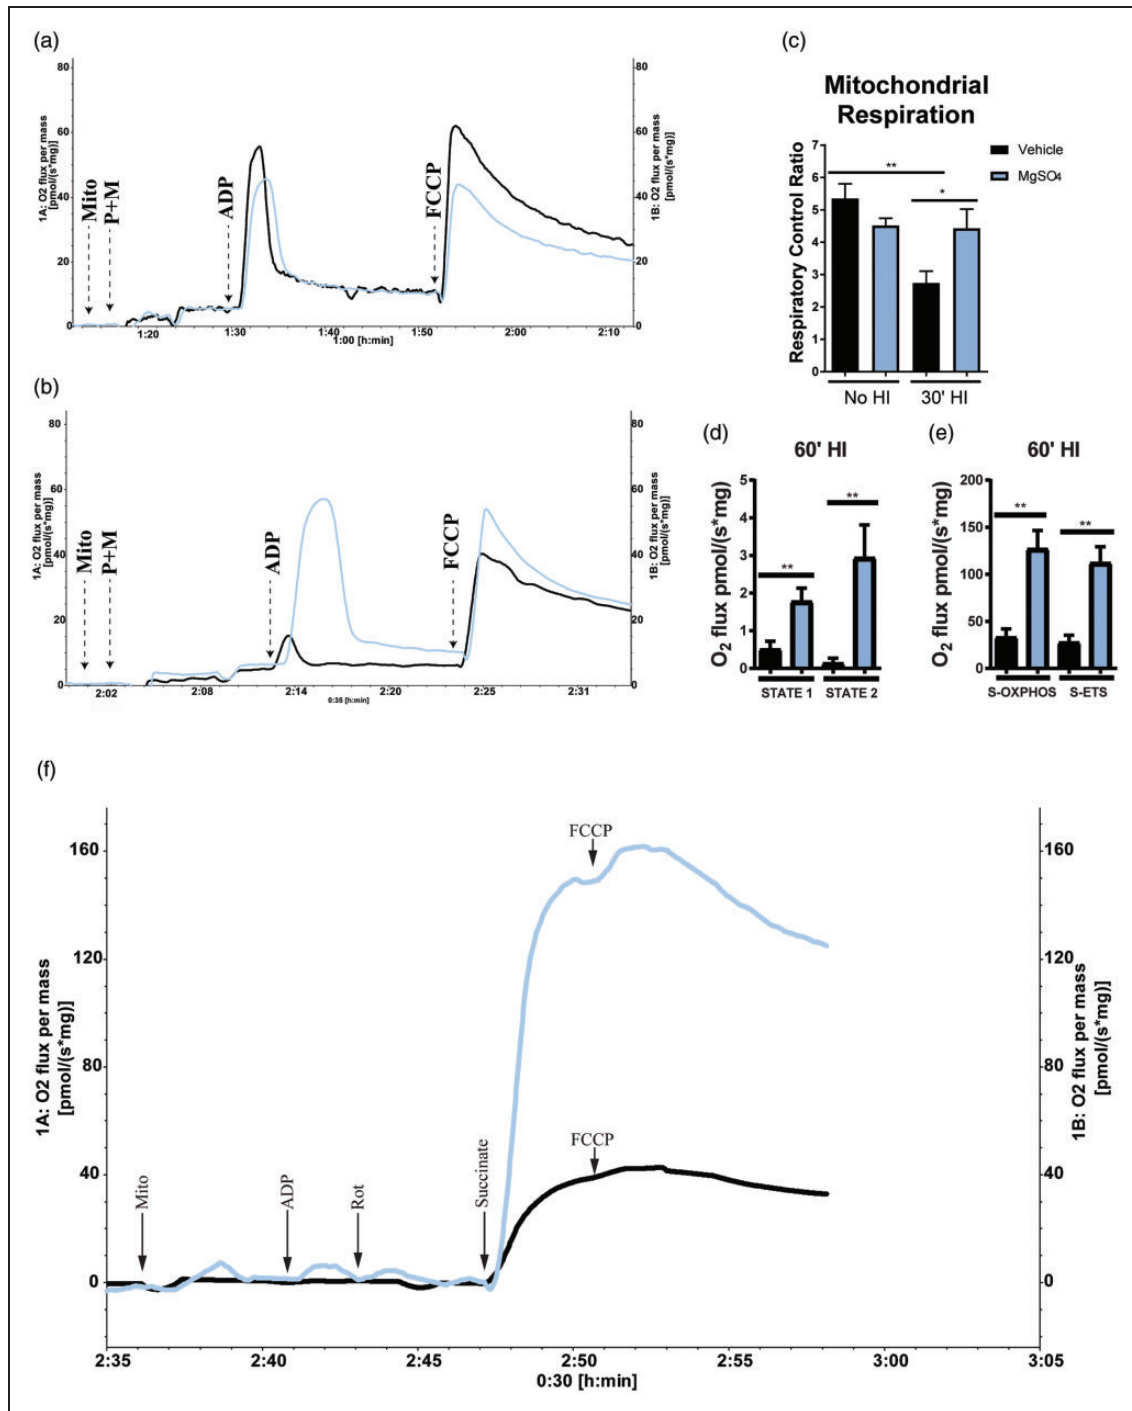 (a)
80
60
40
20
0
1A: O2 flux per mass
[pmol/(s*mg)]
Mito
P+M
ADP
FCCP
80
60
40
20
0
1B: O2 flux per mass
[pmol/(s*mg)]
1:20
1:30
1:40
1:50
2:00
2:10
1:00 [h:min]
(b)
80
60
40
20
0
1A: O2 flux per mass
[pmol/(s*mg)]
Mito
P+M
ADP
FCCP
80
60
40
20
0
1B: O2 flux per mass
[pmol/(s*mg)]
2:02
2:08
2:14
2:20
2:25
2:31
0:35 [h:min]
(c)
Mitochondrial
Respiration
Respiratory Control Ratio
7
6
5
4
3
2
1
0
**
*
Vehicle
MgSO4
No HI
30' HI
(d)
60' HI
O2 flux pmol/(s*mg)
5
4
3
2
1
0
**
**
STATE 1
STATE 2
(e)
60' HI
O2 flux pmol/(s*mg)
200
150
100
50
0
**
**
S-OXPHOS
S-ETS
(f)
1A: O2 flux per mass
[pmol/(s*mg)]
160
120
80
40
0
Mito
ADP
Rot
Succinate
FCCP
FCCP
160
120
80
40
0
1B: O2 flux per mass
[pmol/(s*mg)]
2:35
2:40
2:45
2:50
2:55
3:00
3:05
0:30 [h:min]